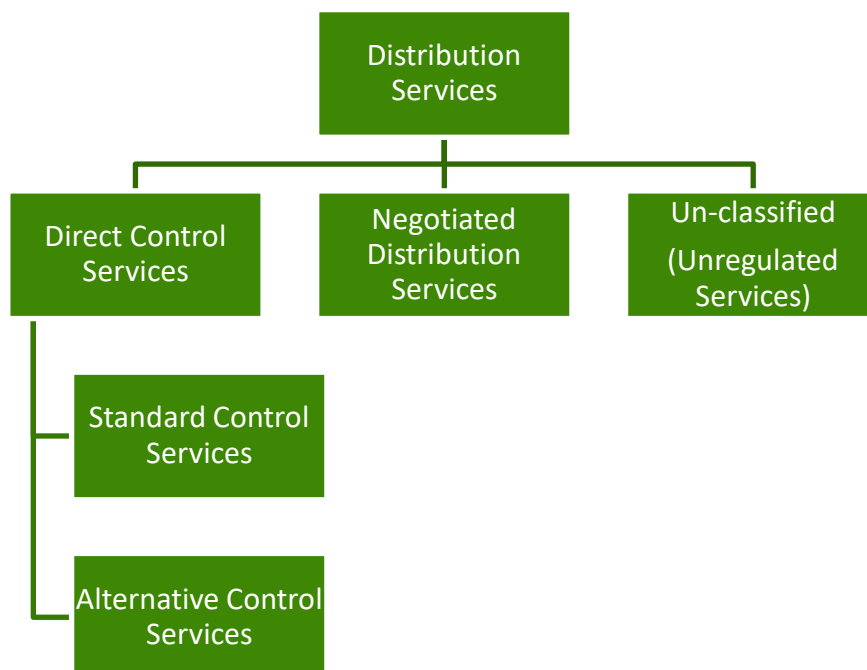 Distribution
Services
Direct Control
Services
Negotiated
Distribution
Services
Un-classified
(Unregulated
Services)
Standard Control
Services
Alternative Control
Services